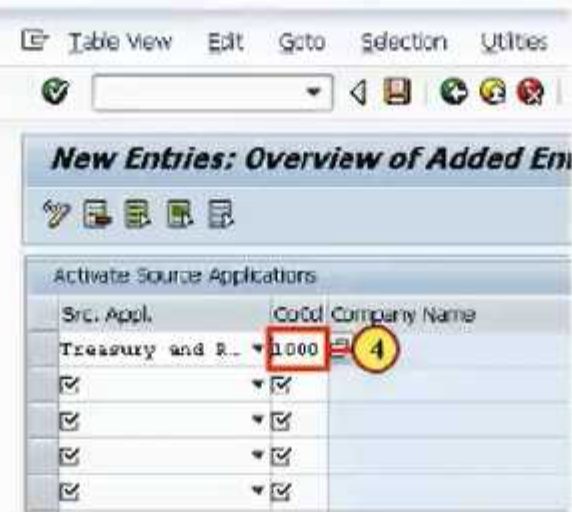 Table View Edit Goto Selection Utilities
New Entries: Overview of Added En
Activate Source Applications
Src. Appl. CoCd Company Name
Treasury and R.. 1000 4